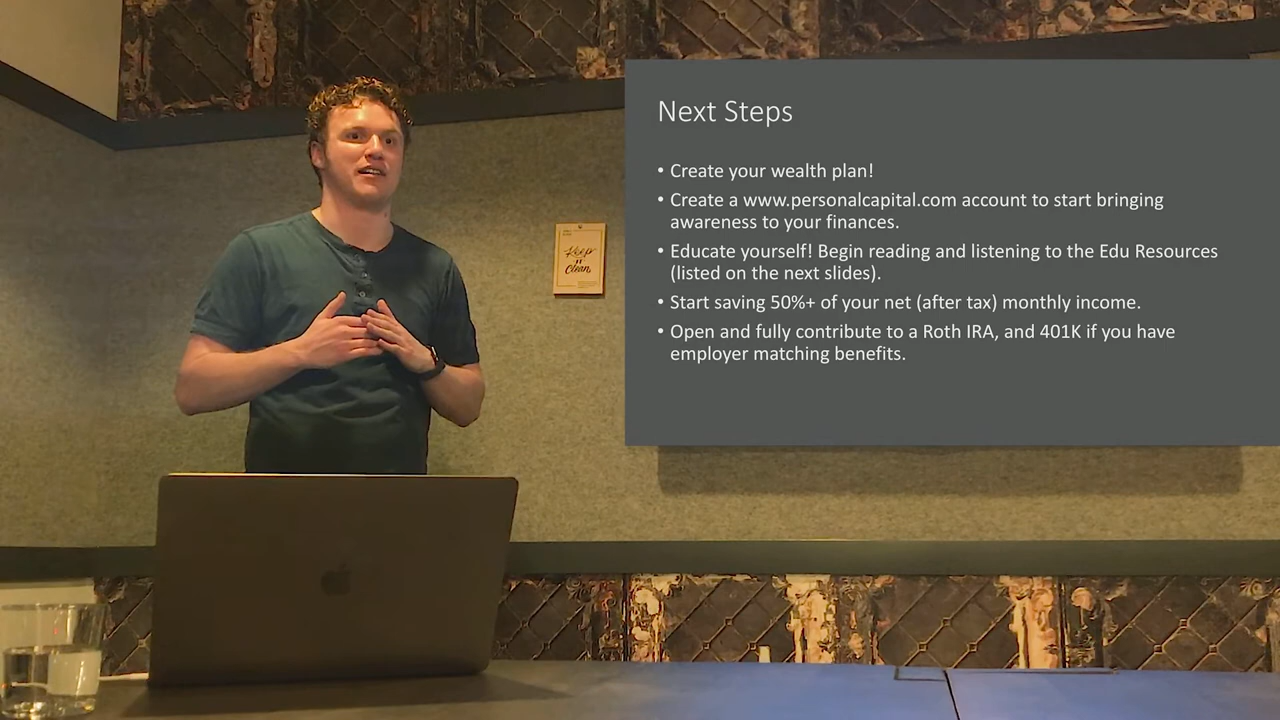 Next Steps
• Create your wealth plan!
• Create a www.personalcapital.com account to start bringing
awareness to your finances.
• Educate yourself! Begin reading and listening to the Edu Resources
(listed on the next slides).
• Start saving 50%+ of your net (after tax) monthly income.
• Open and fully contribute to a Roth IRA, and 401K if you have
employer matching benefits.
Keep
IT
Clean